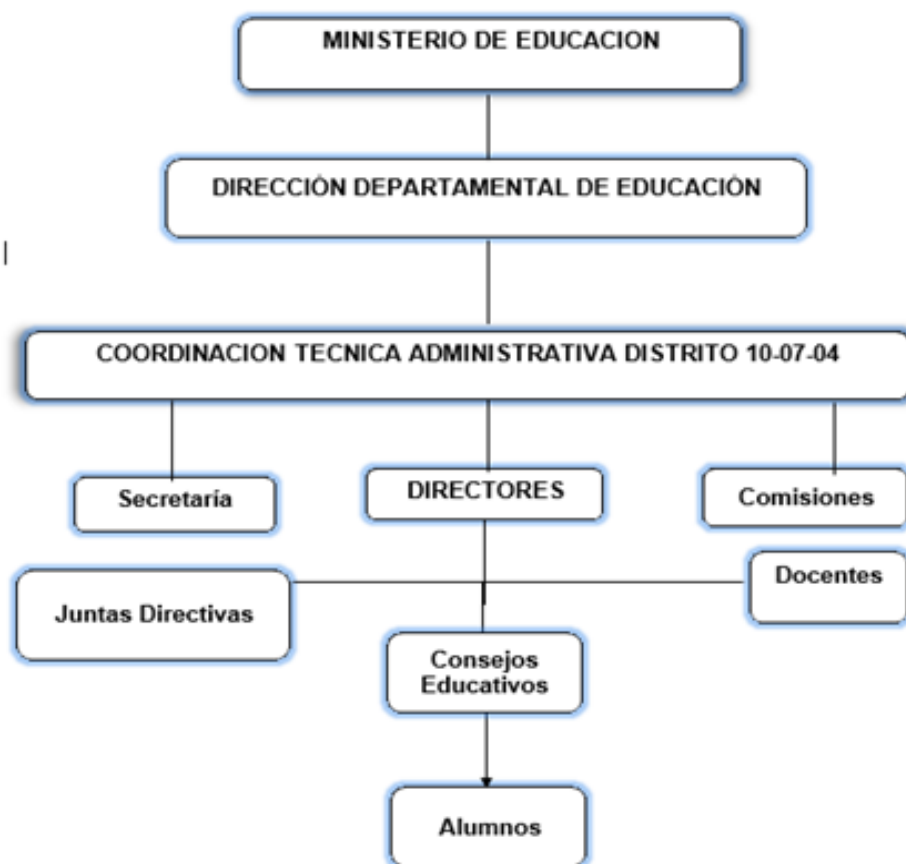 MINISTERIO DE EDUCACION
DIRECCIÓN DEPARTAMENTAL DE EDUCACIÓN
COORDINACION TECNICA ADMINISTRATIVA DISTRITO 10-07-04
Secretaría
DIRECTORES
Comisiones
Juntas Directivas
Docentes
Consejos
Educativos
Alumnos